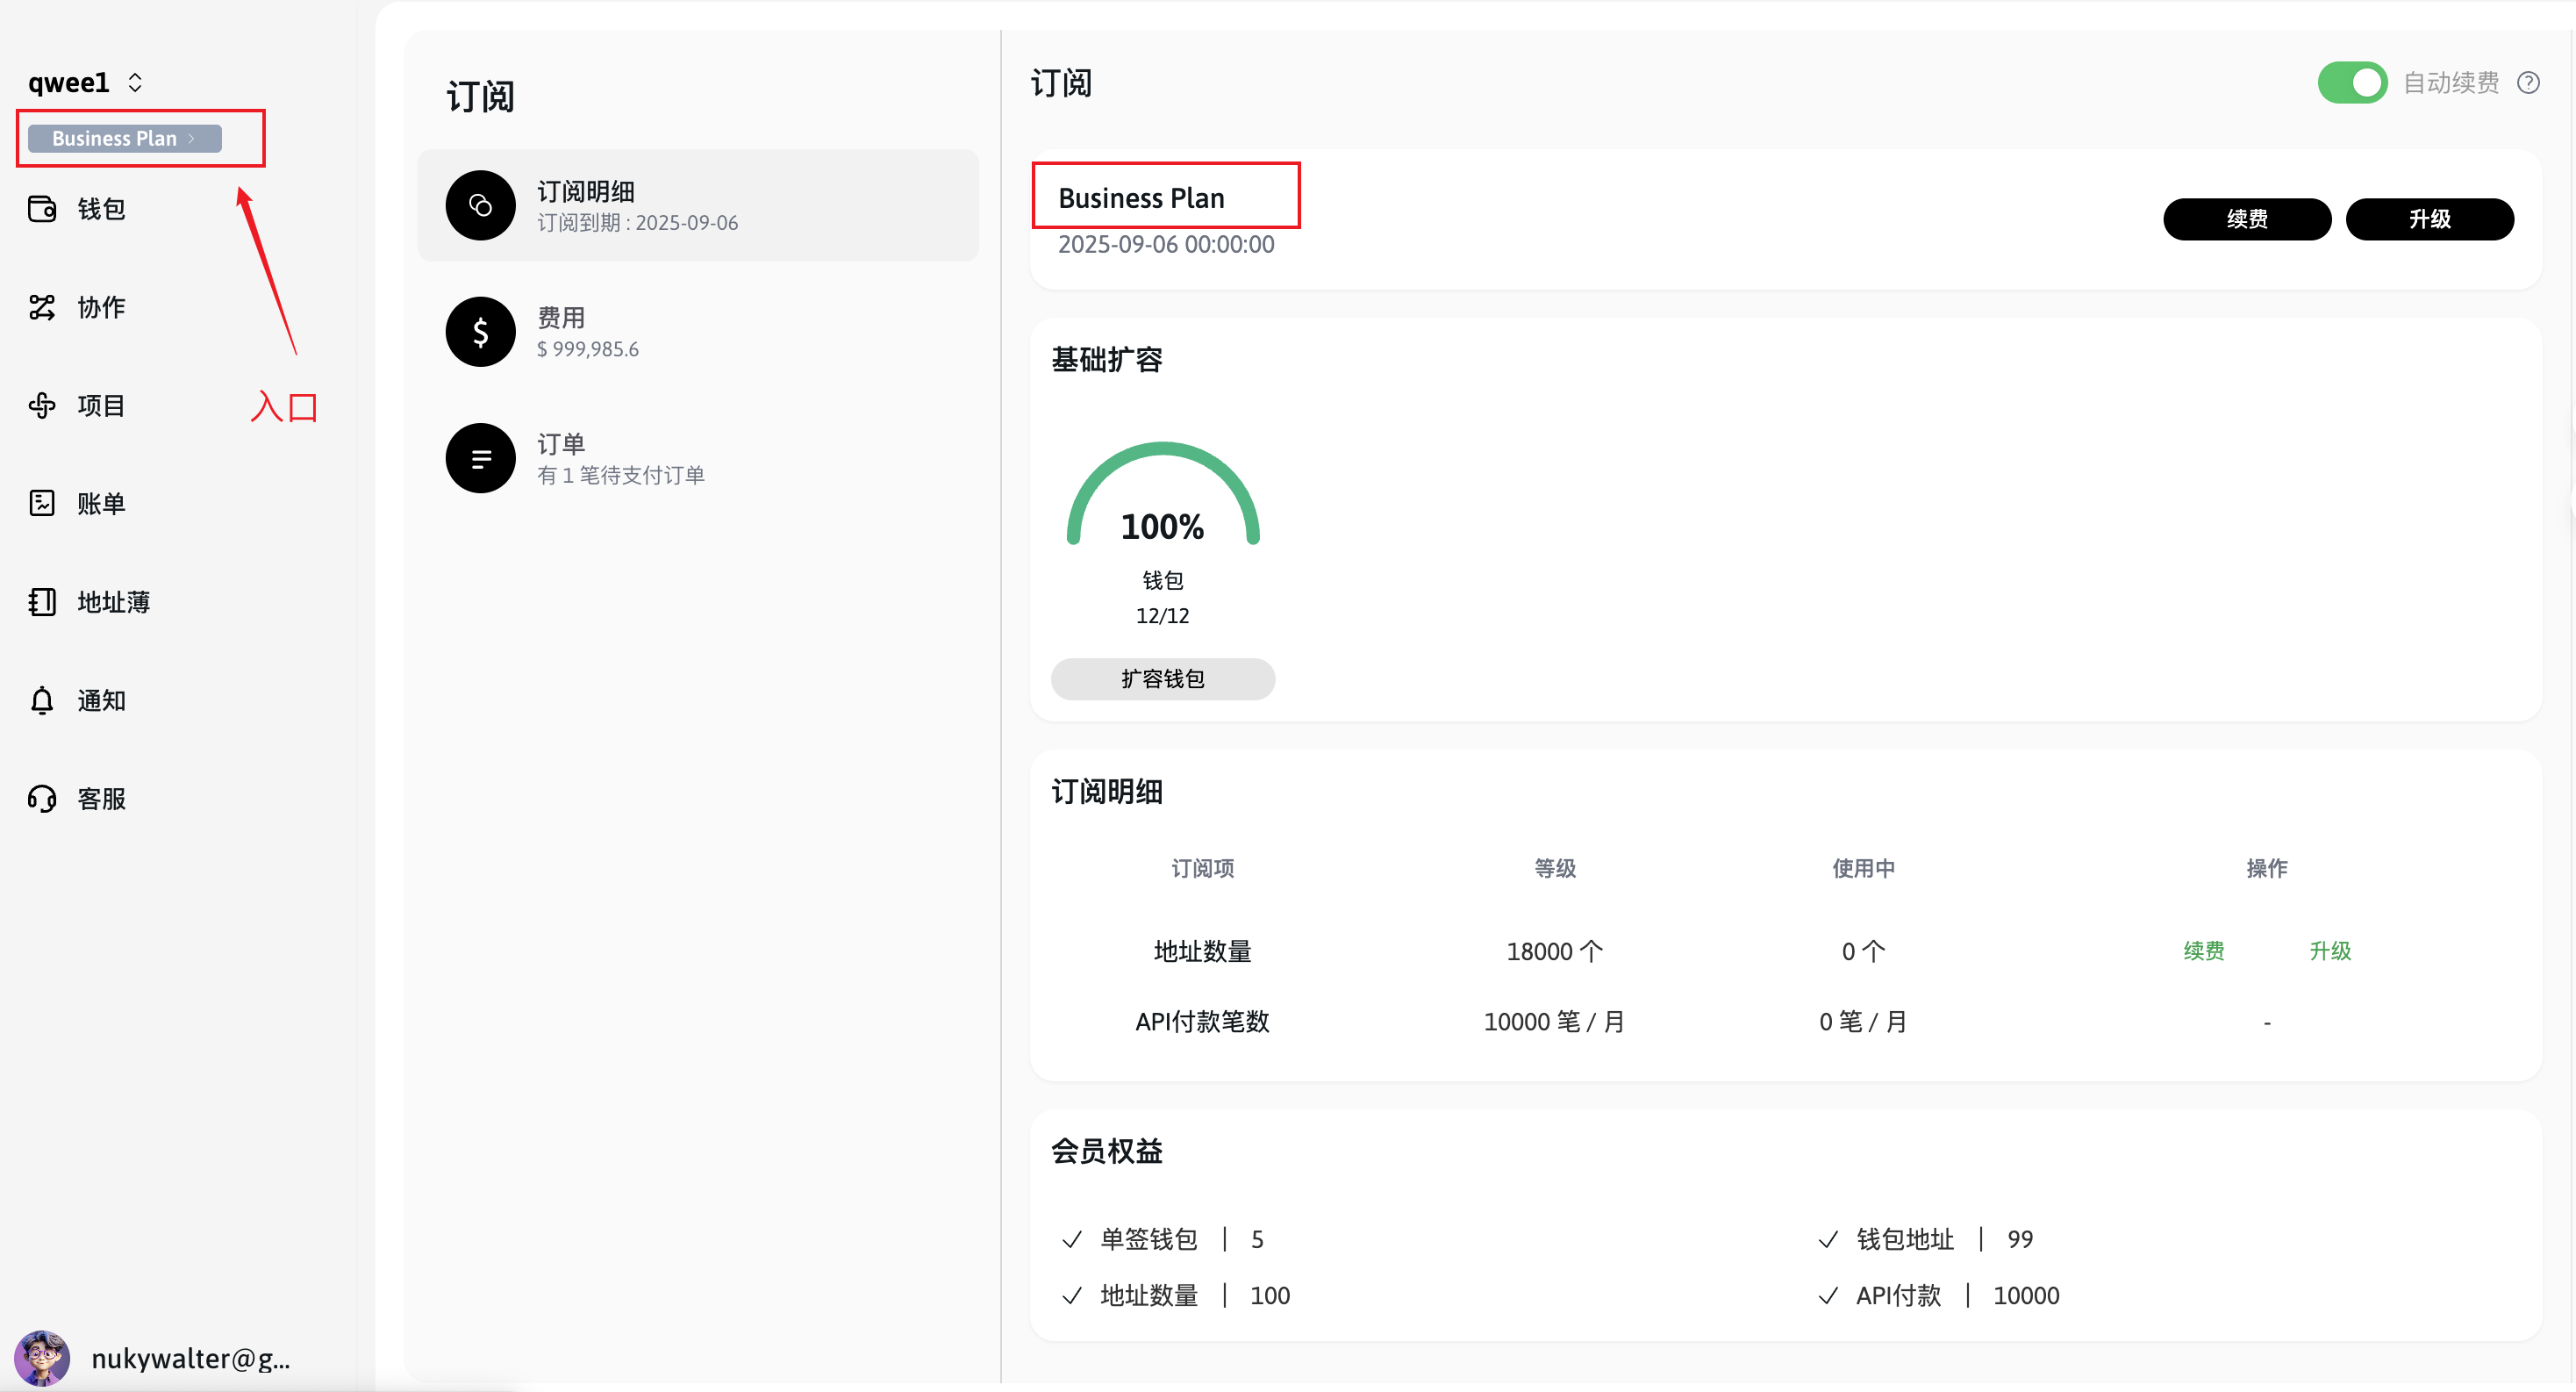 qwee1
Business Plan
钱包
协作
项目
入口
账单
地址薄
通知
客服
nukywalter@g...
订阅
订阅明细
订阅到期 : 2025-09-06
费用
$ 999,985.6
订单
有 1 笔待支付订单
订阅
自动续费
Business Plan
2025-09-06 00:00:00
续费
升级
基础扩容
100%
钱包
12/12
扩容钱包
订阅明细
订阅项 等级 使用中 操作
地址数量 18000 个 0 个 续费 升级
API付款笔数 10000 笔 / 月 0 笔 / 月 -
会员权益
单签钱包 | 5
钱包地址 | 99
地址数量 | 100
API付款 | 10000